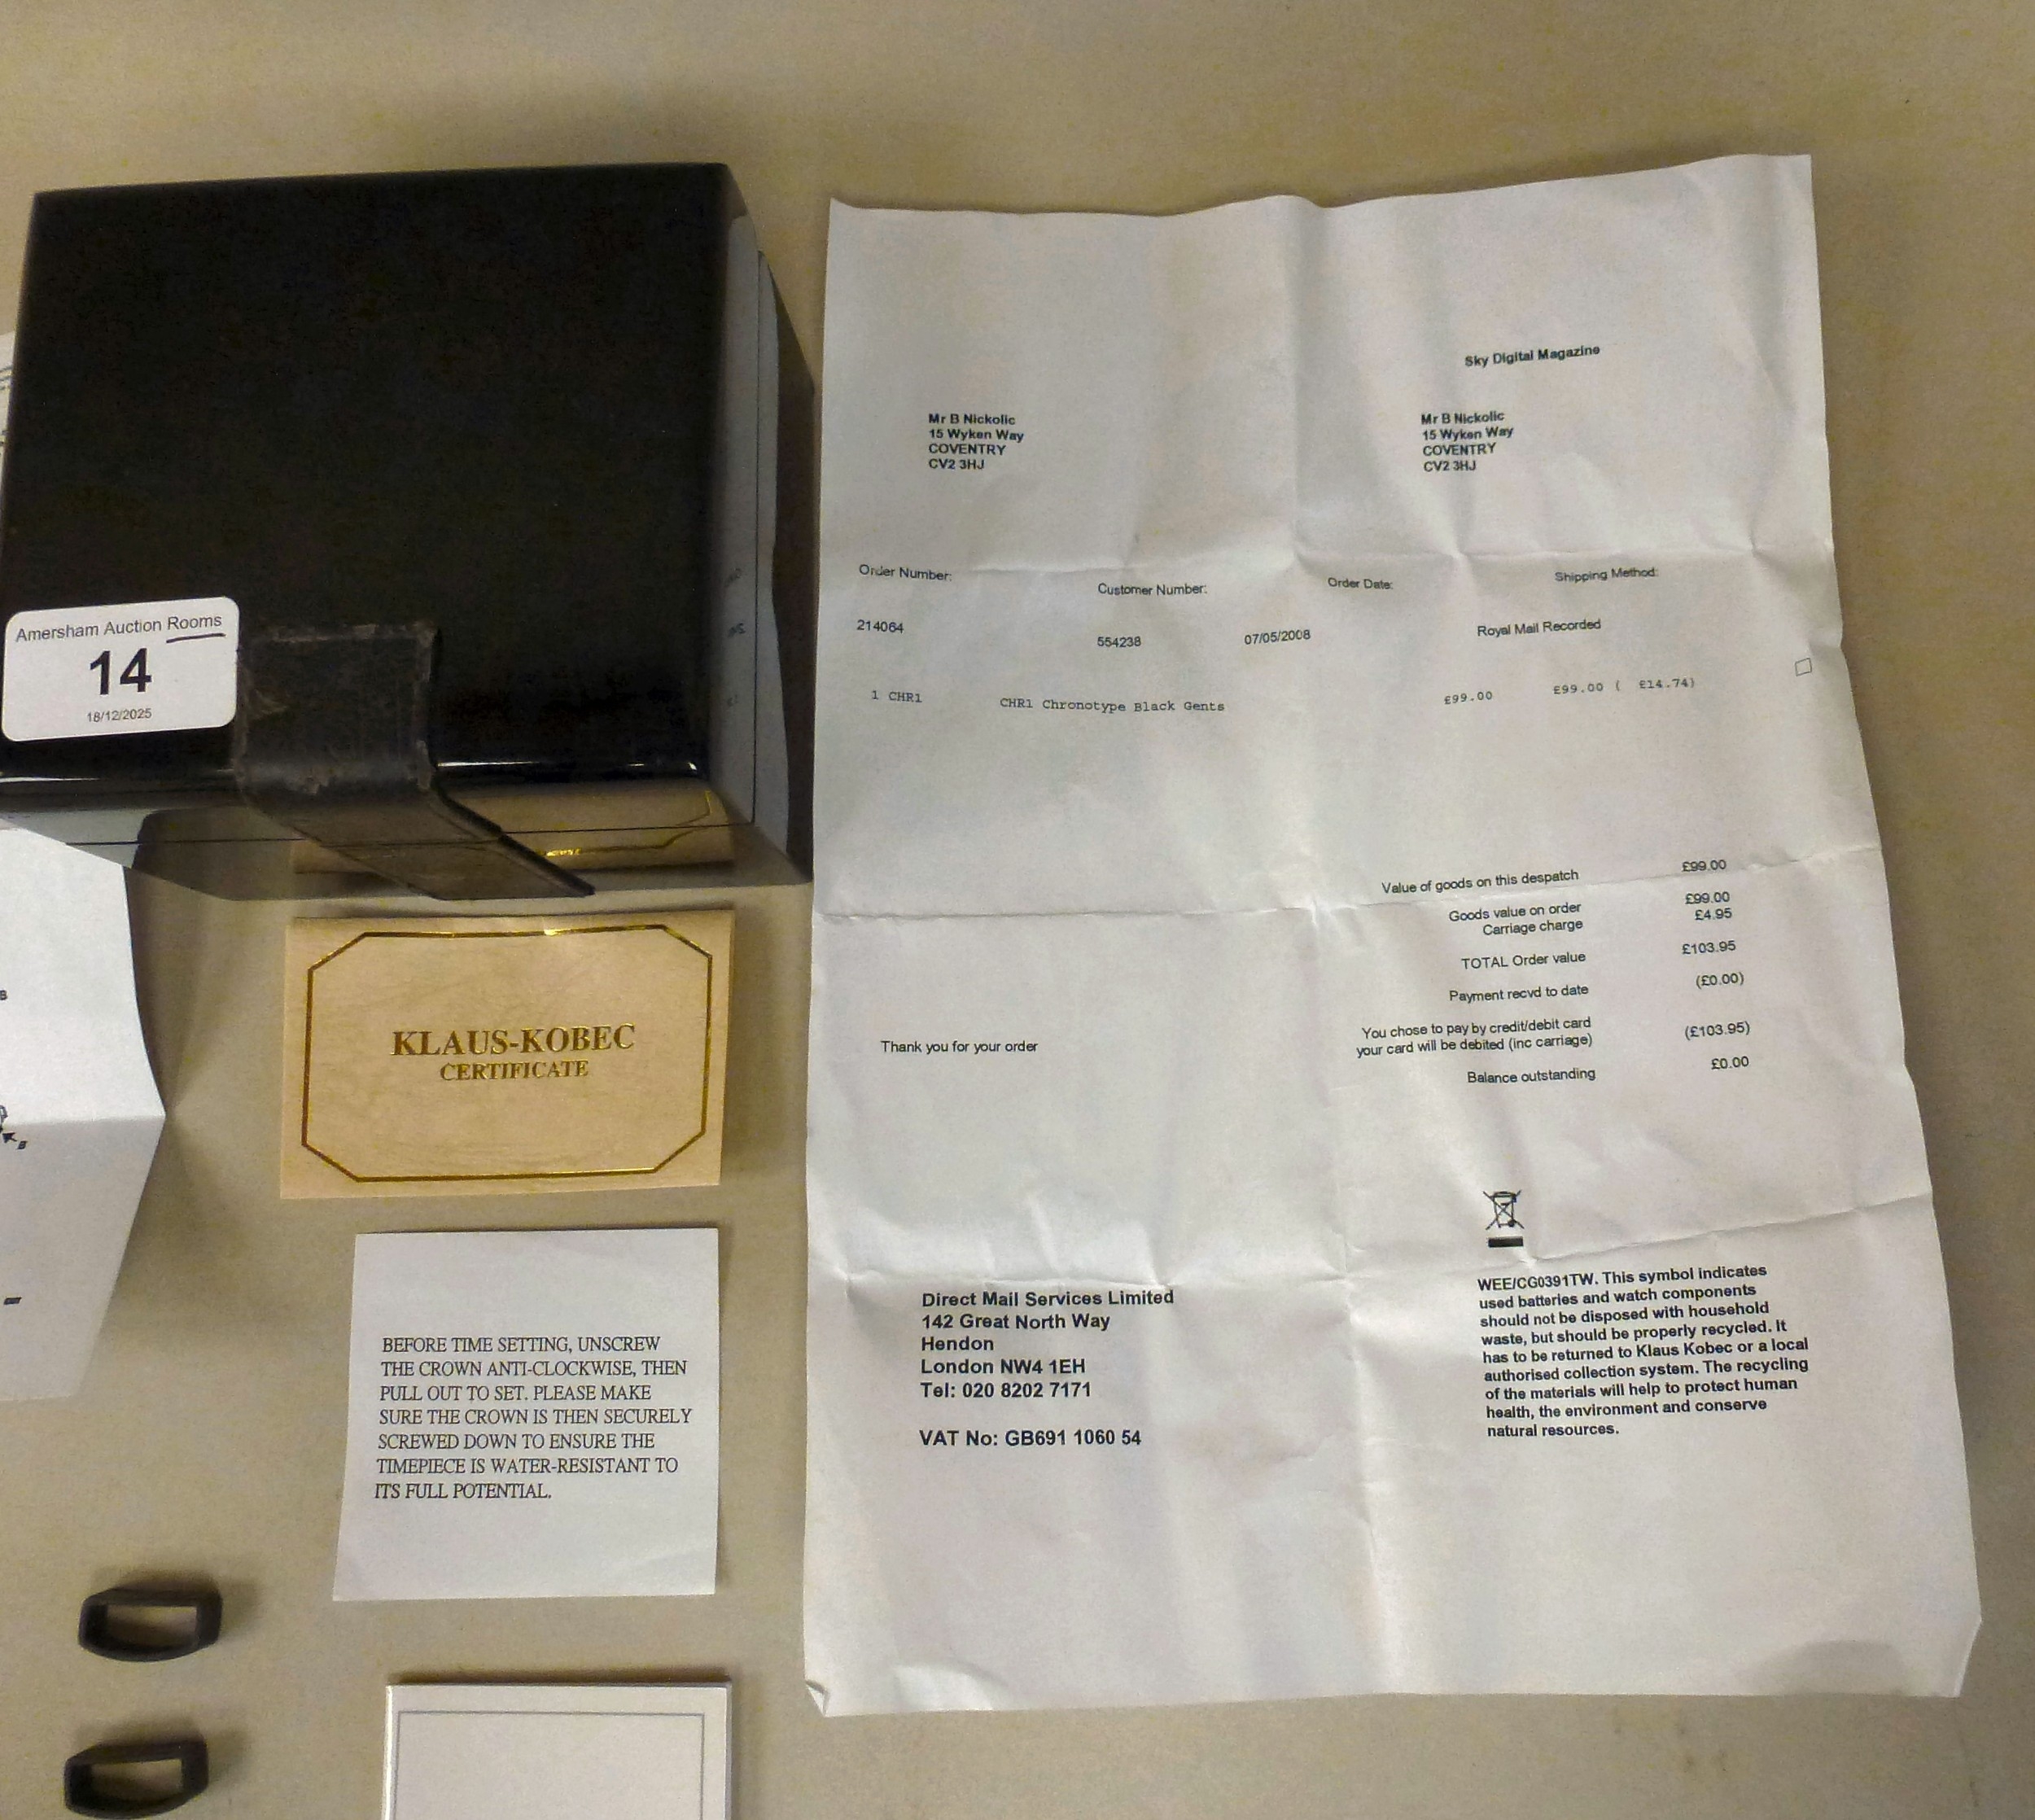 Amersham Auction Rooms
14
18/12/2025
KLAUS-KOBEC
CERTIFICATE
BEFORE TIME SETTING, UNSCREW
THE CROWN ANTI-CLOCKWISE, THEN
PULL OUT TO SET. PLEASE MAKE
SURE THE CROWN IS THEN SECURELY
SCREWED DOWN TO ENSURE THE
TIMEPIECE IS WATER-RESISTANT TO
ITS FULL POTENTIAL.
Sky Digital Magazine
Mr B Nickolic
15 Wyken Way
COVENTRY
CV2 3HJ
Mr B Nickolic
15 Wyken Way
COVENTRY
CV2 3HJ
Order Number: Customer Number: Order Date: Shipping Method:
214064 554238 07/05/2008 Royal Mail Recorded
1 CHR1 CHR1 Chronotype Black Gents £99.00 £99.00 ( £14.74)
Value of goods on this despatch £99.00
Goods value on order £99.00
Carriage charge £4.95
TOTAL Order value £103.95
Payment recvd to date (£0.00)
You chose to pay by credit/debit card
your card will be debited (inc carriage) (£103.95)
Balance outstanding £0.00
Thank you for your order
Direct Mail Services Limited
142 Great North Way
Hendon
London NW4 1EH
Tel: 020 8202 7171
VAT No: GB691 1060 54
WEE/CG0391TW. This symbol indicates
used batteries and watch components
should not be disposed with household
waste, but should be properly recycled. It
has to be returned to Klaus Kobec or a local
authorised collection system. The recycling
of the materials will help to protect human
health, the environment and conserve
natural resources.